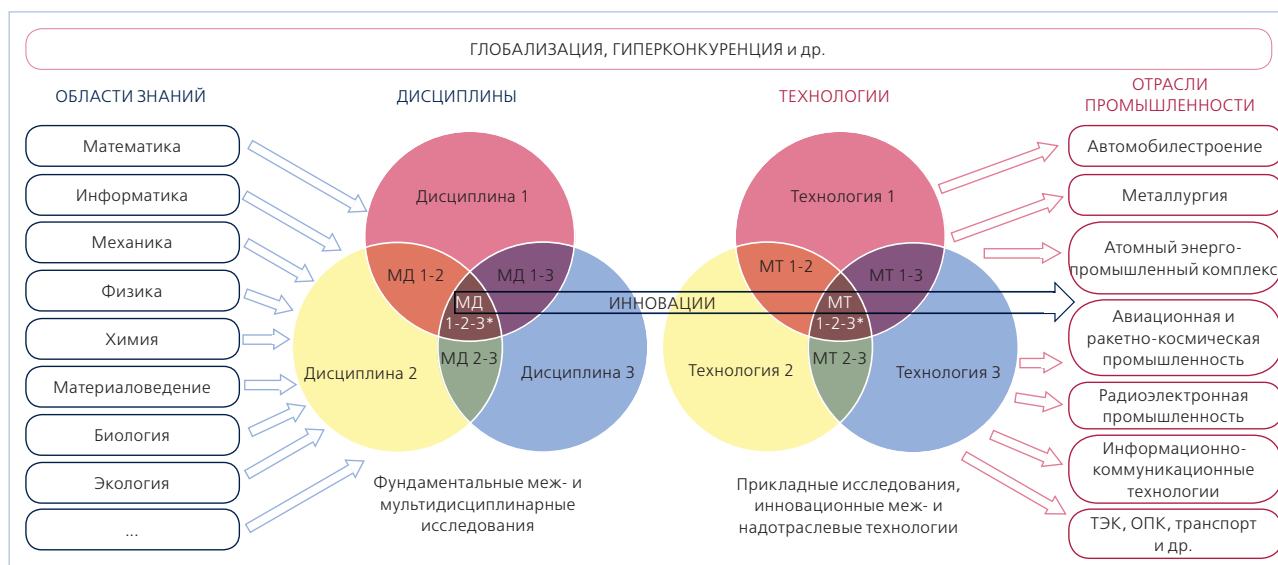 ГЛОБАЛИЗАЦИЯ, ГИПЕРКОНКУРЕНЦИЯ и др.
ОБЛАСТИ ЗНАНИЙ
Математика
Информатика
Механика
Физика
Химия
Материаловедение
Биология
Экология
...
ДИСЦИПЛИНЫ
Дисциплина 1
МД 1-2
МД 1-3
МД
1-2-3*
Дисциплина 2
МД 2-3
Дисциплина 3
Фундаментальные меж- и
мультидисциплинарные
исследования
ИННОВАЦИИ
ТЕХНОЛОГИИ
Технология 1
МТ 1-2
МТ 1-3
МТ
1-2-3*
Технология 2
МТ 2-3
Технология 3
Прикладные исследования,
инновационные меж- и
надотраслевые технологии
ОТРАСЛИ
ПРОМЫШЛЕННОСТИ
Автомобилестроение
Металлургия
Атомный энерго-
промышленный комплекс
Авиационная и
ракетно-космическая
промышленность
Радиоэлектронная
промышленность
Информационно-
коммуникационные
технологии
ТЭК, ОПК, транспорт
и др.